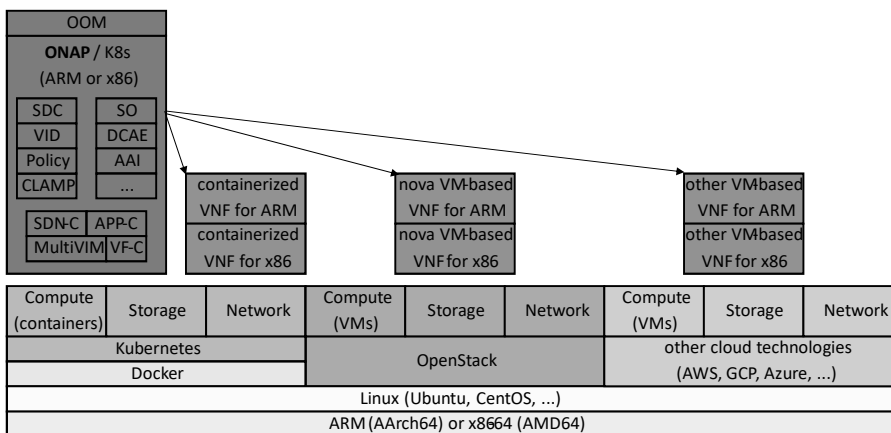 OOM
ONAP / K8s
(ARM or x86)
SDC
SO
VID
DCAE
Policy
AAI
CLAMP
...
SDN-C
APP-C
MultiVIM
VF-C
containerized
VNF for ARM
containerized
VNF for x86
nova VM-based
VNF for ARM
nova VM-based
VNF for x86
other VM-based
VNF for ARM
other VM-based
VNF for x86
Compute
(containers)
Storage
Network
Compute
(VMs)
Storage
Network
Compute
(VMs)
Storage
Network
Kubernetes
Docker
OpenStack
other cloud technologies
(AWS, GCP, Azure, ...)
Linux (Ubuntu, CentOS, ...)
ARM (AArch64) or x86-64 (AMD64)